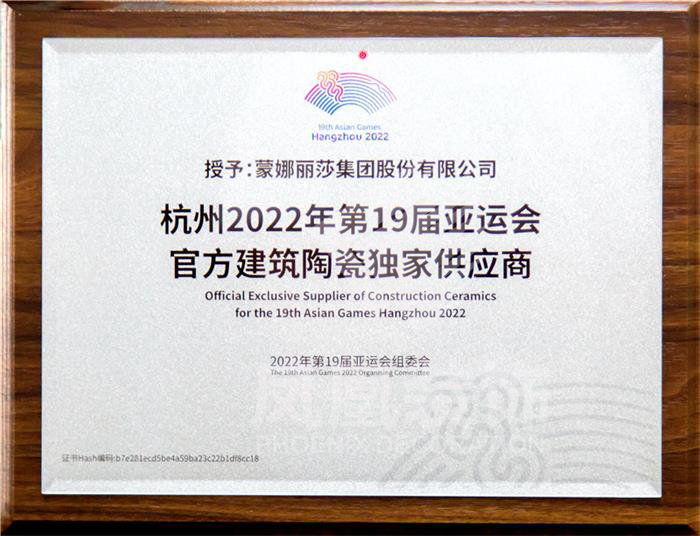 19th Asian Games
Hangzhou 2022
授予:蒙娜丽莎集团股份有限公司
杭州2022年第19届亚运会
官方建筑陶瓷独家供应商
Official Exclusive Supplier of Construction Ceramics
for the 19th Asian Games Hangzhou 2022
2022年第19届亚运会组委会
The 19th Asian Games 2022 Organising Committee
证书Hash编码:b7e281ecd5be4a59ba23c22b1df8cc18